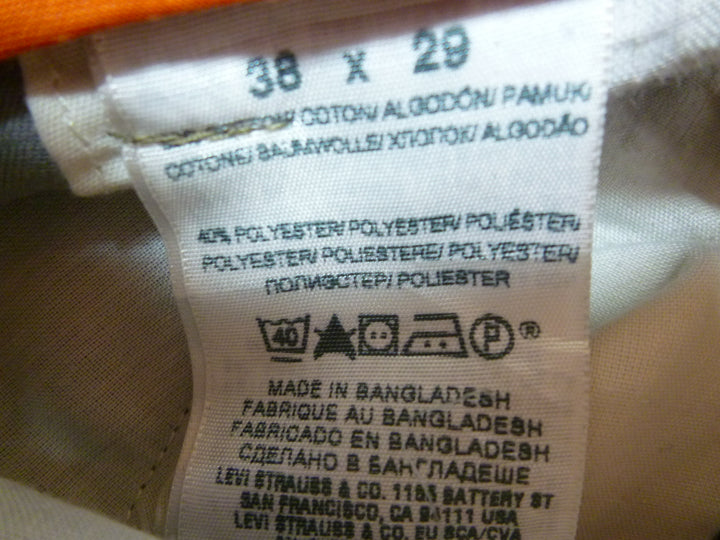 38 X 29
COTON/ ALGODÓN/ PAMUK/
COTONE/ BAUMWOLLE/ ХЛОПОК/ ALGODÃO
40% POLYESTER/ POLYESTER/ POLIÉSTER/
POLYESTER/ POLIESTERE/ POLYESTER/
ПОЛИЭСТЕР/ POLIESTER
40 P ®
MADE IN BANGLADESH
FABRIQUE AU BANGLADESH
FABRICADO EN BANGLADESH
СДЕЛАНО В БАНГЛАДЕШЕ
LEVI STRAUSS & CO. 1155 BATTERY ST
SAN FRANCISCO, CA 94111 USA
LEVI STRAUSS & CO. EU SCA/CVA